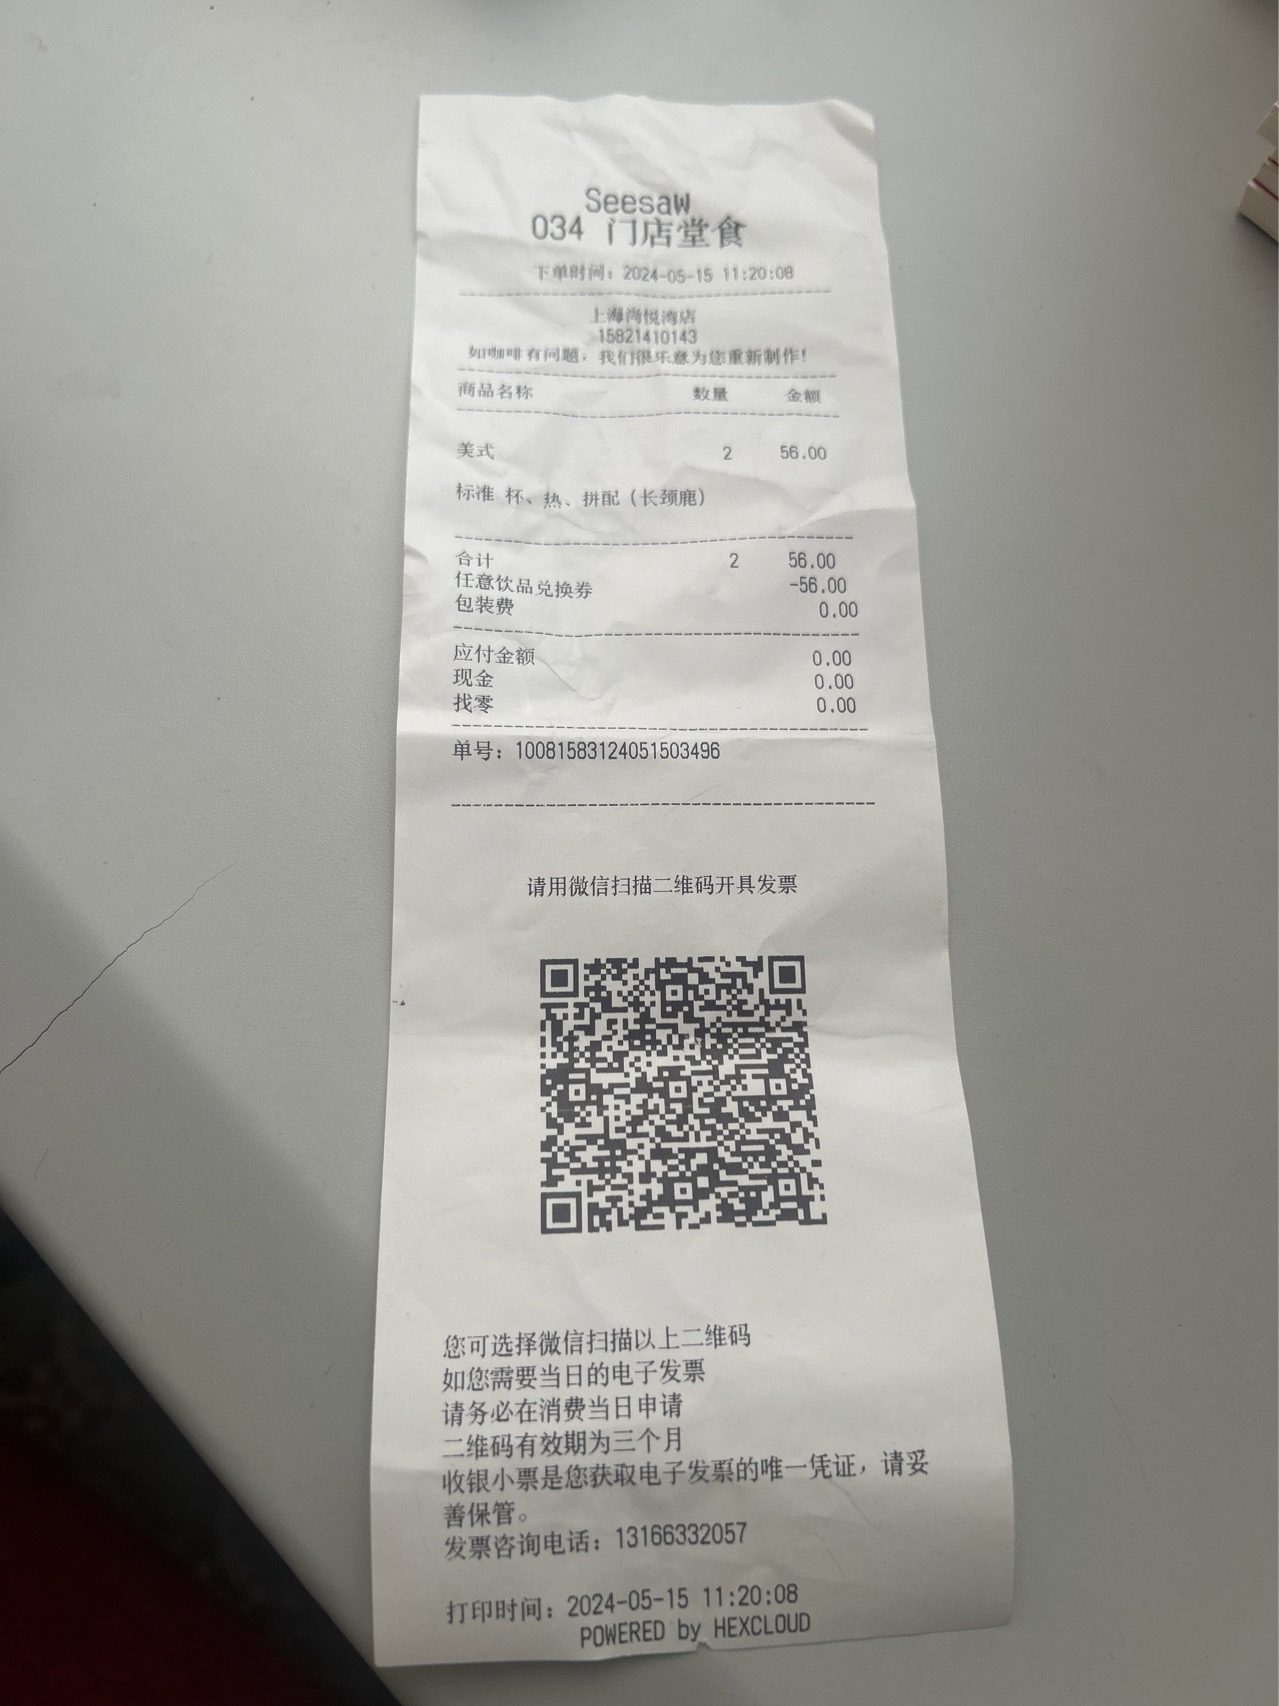 Seesaw
034 门店堂食
下单时间：2024-05-15 11:20:08
上海尚悦湾店
15821410143
如咖啡有问题，我们很乐意为您重新制作!
商品名称 数量 金额
美式 2 56.00
标准 杯、热、拼配（长颈鹿）
合计 2 56.00
任意饮品兑换券 -56.00
包装费 0.00
应付金额 0.00
现金 0.00
找零 0.00
单号：10081583124051503496
请用微信扫描二维码开具发票
您可选择微信扫描以上二维码
如您需要当日的电子发票
请务必在消费当日申请
二维码有效期为三个月
收银小票是您获取电子发票的唯一凭证，请妥
善保管。
发票咨询电话：13166332057
打印时间：2024-05-15 11:20:08
POWERED by HEXCLOUD